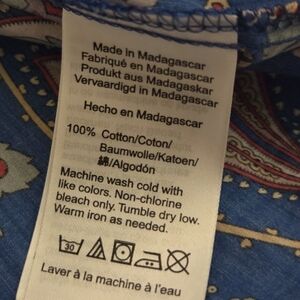 Made in Madagascar
Fabriqué en Madagascar
Produkt aus Madagaskar
Vervaardigd in Madagascar
Hecho en Madagascar
100% Cotton/Coton/
Baumwolle/Katoen/
綿/Algodón
Machine wash cold with
like colors. Non-chlorine
bleach only. Tumble dry low.
Warm iron as needed.
30
Laver à la machine à l'eau